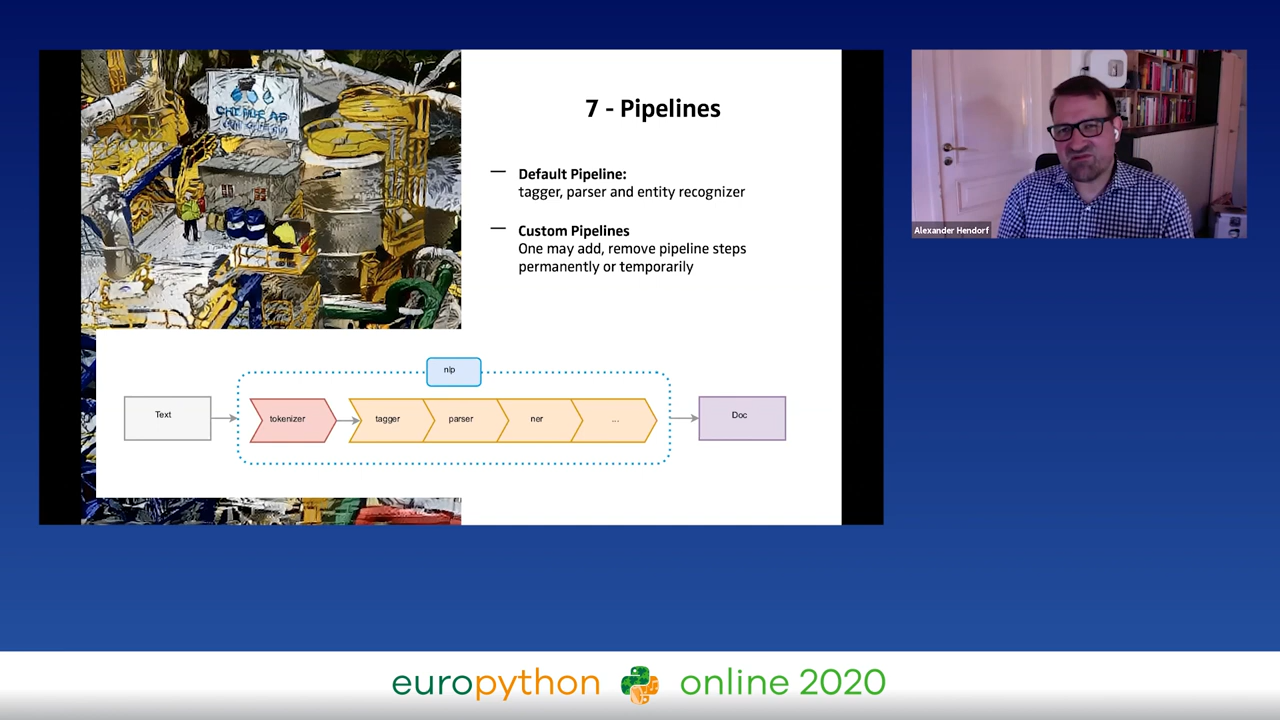 7 - Pipelines
— Default Pipeline:
tagger, parser and entity recognizer
— Custom Pipelines
One may add, remove pipeline steps
permanently or temporarily
nlp
Text
tokenizer
tagger
parser
ner
...
Doc
Alexander Hendorf
europython online 2020